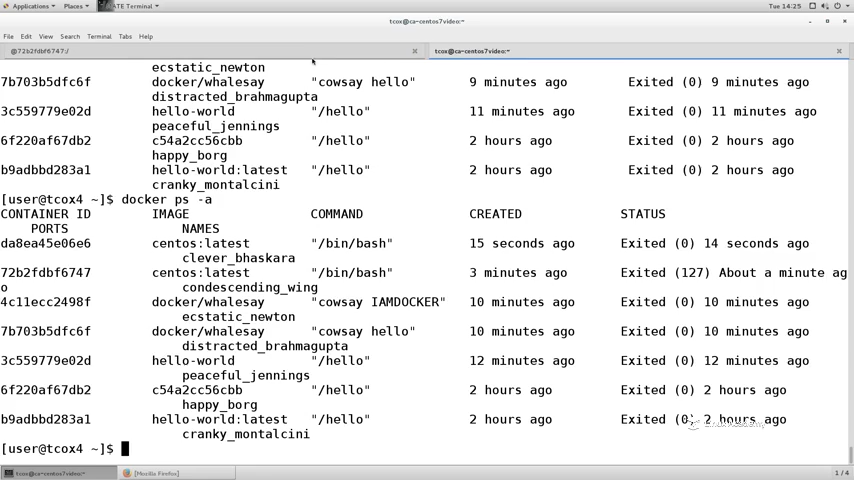 Applications Places MATE Terminal Tue 14:25
tcox@ca-centos7video:~
File Edit View Search Terminal Tabs Help
@72b2fdbf6747:/ tcox@ca-centos7video:~
ecstatic_newton
7b703b5dfc6f docker/whalesay "cowsay hello" 9 minutes ago Exited (0) 9 minutes ago
distracted_brahmagupta
3c559779e02d hello-world "/hello" 11 minutes ago Exited (0) 11 minutes ago
peaceful_jennings
6f220af67db2 c54a2cc56cbb "/hello" 2 hours ago Exited (0) 2 hours ago
happy_borg
b9adbbd283a1 hello-world:latest "/hello" 2 hours ago Exited (0) 2 hours ago
cranky_montalcini
[user@tcox4 ~]$ docker ps -a
CONTAINER ID IMAGE COMMAND CREATED STATUS
PORTS NAMES
da8ea45e06e6 centos:latest "/bin/bash" 15 seconds ago Exited (0) 14 seconds ago
clever_bhaskara
72b2fdbf6747 centos:latest "/bin/bash" 3 minutes ago Exited (127) About a minute ag
o condescending_wing
4c11ecc2498f docker/whalesay "cowsay IAMDOCKER" 10 minutes ago Exited (0) 10 minutes ago
ecstatic_newton
7b703b5dfc6f docker/whalesay "cowsay hello" 10 minutes ago Exited (0) 10 minutes ago
distracted_brahmagupta
3c559779e02d hello-world "/hello" 12 minutes ago Exited (0) 12 minutes ago
peaceful_jennings
6f220af67db2 c54a2cc56cbb "/hello" 2 hours ago Exited (0) 2 hours ago
happy_borg
b9adbbd283a1 hello-world:latest "/hello" 2 hours ago Exited (0) 2 hours ago
cranky_montalcini
[user@tcox4 ~]$
tcox@ca-centos7video:~ [Mozilla Firefox] 1 / 4